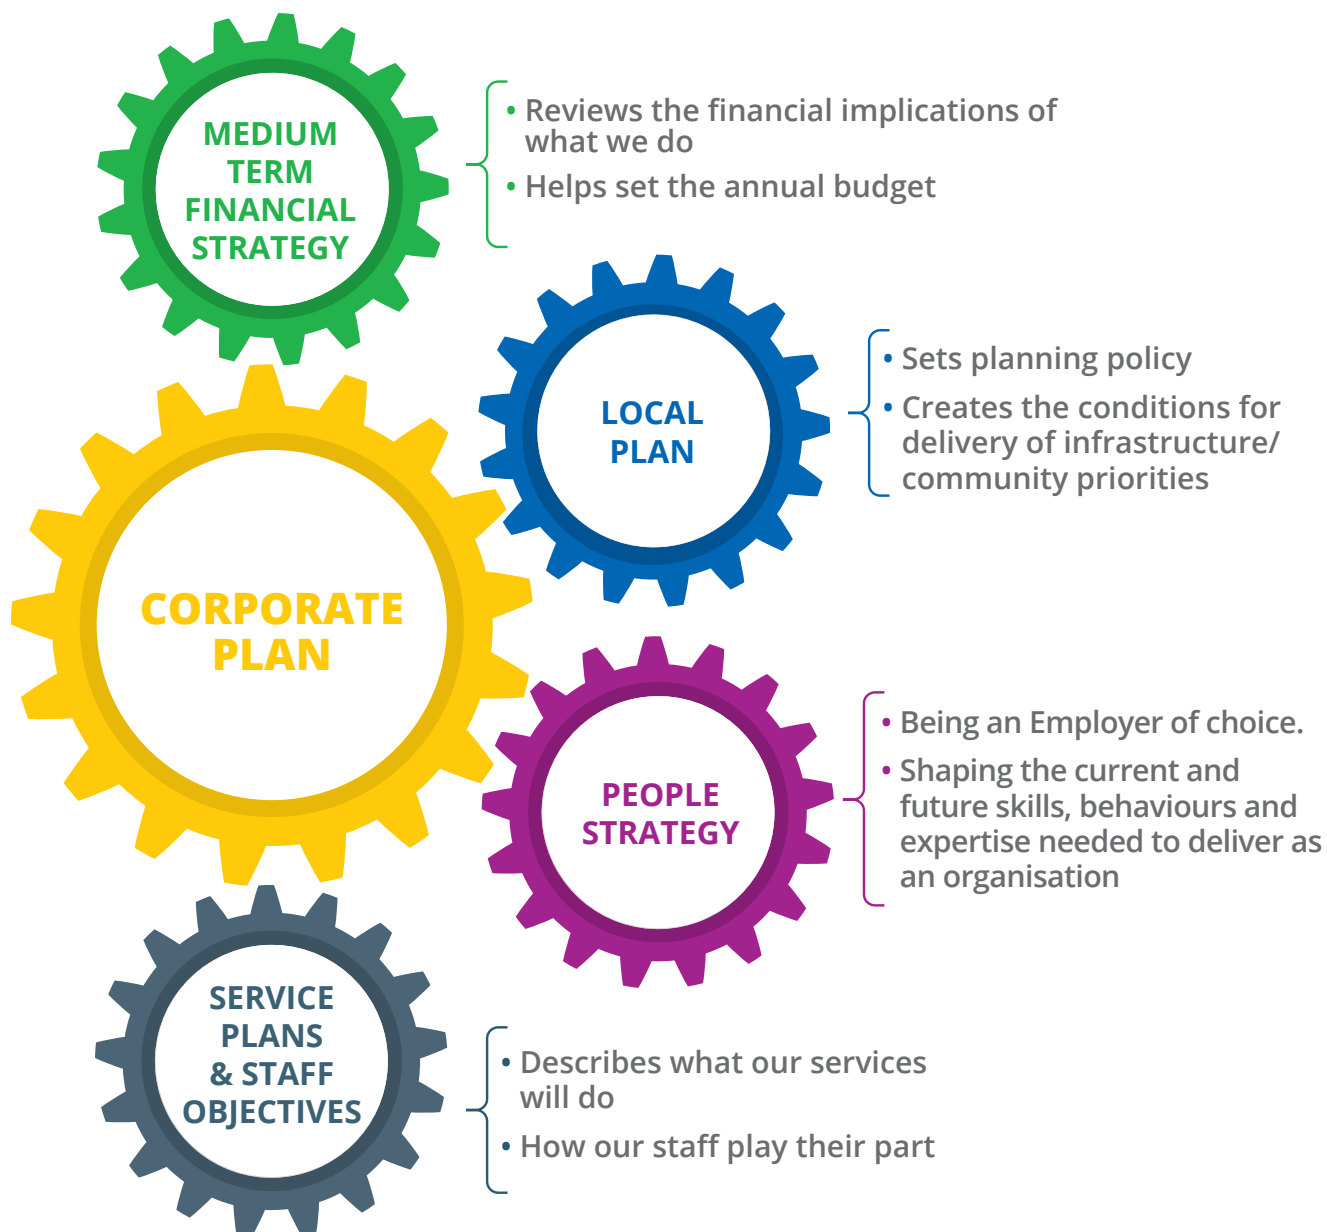 MEDIUM
TERM
FINANCIAL
STRATEGY
• Reviews the financial implications of
what we do
• Helps set the annual budget
LOCAL
PLAN
• Sets planning policy
• Creates the conditions for
delivery of infrastructure/
community priorities
CORPORATE
PLAN
PEOPLE
STRATEGY
• Being an Employer of choice.
• Shaping the current and
future skills, behaviours and
expertise needed to deliver as
an organisation
SERVICE
PLANS
& STAFF
OBJECTIVES
• Describes what our services
will do
• How our staff play their part